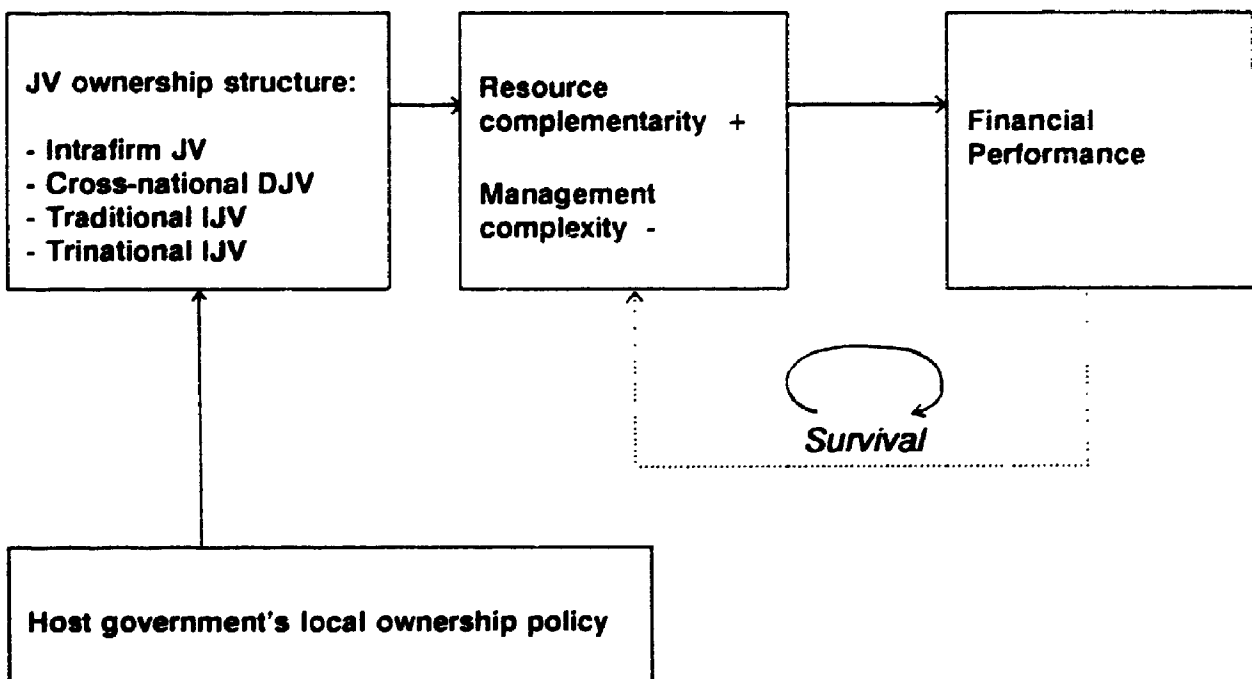 JV ownership structure:
- Intrafirm JV
- Cross-national DJV
- Traditional IJV
- Trinational IJV
Resource
complementarity +
Management
complexity -
Financial
Performance
Survival
Host government's local ownership policy